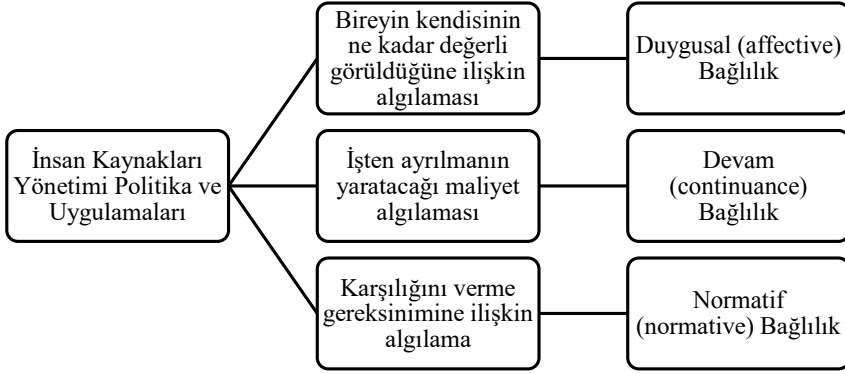 Bireyin kendisinin
ne kadar değerli
görüldüğüne ilişkin
algılaması
Duygusal (affective)
Bağlılık
İnsan Kaynakları
Yönetimi Politika ve
Uygulamaları
İşten ayrılmanın
yaratacağı maliyet
algılaması
Devam
(continuance)
Bağlılık
Karşılığını verme
gereksinimine ilişkin
algılama
Normatif
(normative) Bağlılık